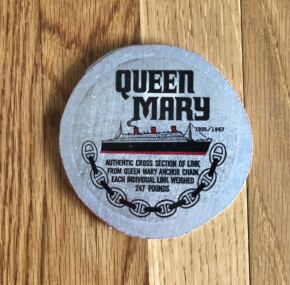 QUEEN
MARY
1935/1967
AUTHENTIC CROSS SECTION OF LINK
FROM QUEEN MARY ANCHOR CHAIN.
EACH INDIVIDUAL LINK WEIGHED
247 POUNDS